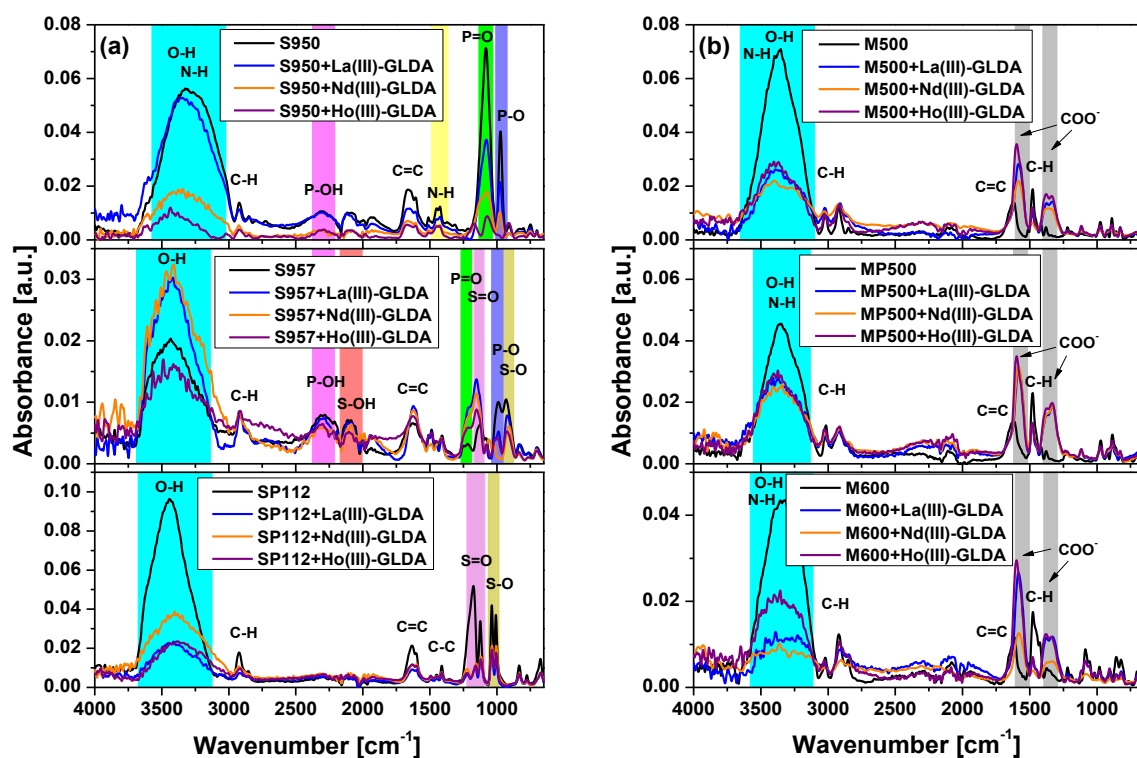 (a)
O-H
N-H
S950
S950+La(III)-GLDA
S950+Nd(III)-GLDA
S950+Ho(III)-GLDA
P=O
P-O
C-H
P-OH
C=C
N-H
0.08
0.06
0.04
0.02
0.00
O-H
S957
S957+La(III)-GLDA
S957+Nd(III)-GLDA
S957+Ho(III)-GLDA
P=O
S=O
P-O
S-O
C-H
P-OH
S-OH
C=C
0.03
0.02
0.01
0.00
O-H
SP112
SP112+La(III)-GLDA
SP112+Nd(III)-GLDA
SP112+Ho(III)-GLDA
S=O
S-O
C-H
C=C
C-C
0.10
0.08
0.06
0.04
0.02
0.00
Absorbance [a.u.]
4000 3500 3000 2500 2000 1500 1000
Wavenumber [cm⁻¹]
(b)
O-H
N-H
M500
M500+La(III)-GLDA
M500+Nd(III)-GLDA
M500+Ho(III)-GLDA
COO⁻
C-H
C-H
C=C
0.08
0.06
0.04
0.02
0.00
O-H
N-H
MP500
MP500+La(III)-GLDA
MP500+Nd(III)-GLDA
MP500+Ho(III)-GLDA
COO⁻
C-H
C-H
C=C
0.06
0.04
0.02
0.00
O-H
N-H
M600
M600+La(III)-GLDA
M600+Nd(III)-GLDA
M600+Ho(III)-GLDA
COO⁻
C-H
C-H
C=C
0.04
0.02
0.00
Absorbance [a.u.]
4000 3500 3000 2500 2000 1500 1000
Wavenumber [cm⁻¹]